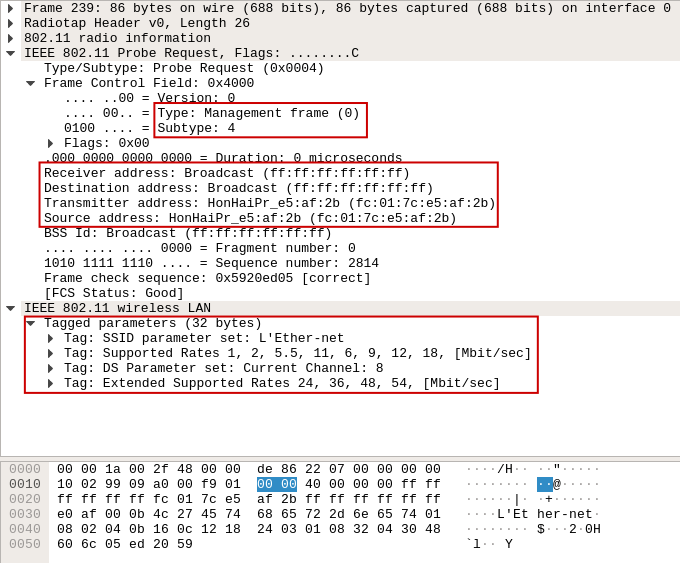 Frame 239: 86 bytes on wire (688 bits), 86 bytes captured (688 bits) on interface 0
Radiotap Header v0, Length 26
802.11 radio information
IEEE 802.11 Probe Request, Flags: ........C
Type/Subtype: Probe Request (0x0004)
Frame Control Field: 0x4000
.... ..00 = Version: 0
.... 00.. = Type: Management frame (0)
0100 .... = Subtype: 4
Flags: 0x00
.000 0000 0000 0000 = Duration: 0 microseconds
Receiver address: Broadcast (ff:ff:ff:ff:ff:ff)
Destination address: Broadcast (ff:ff:ff:ff:ff:ff)
Transmitter address: HonHaiPr_e5:af:2b (fc:01:7c:e5:af:2b)
Source address: HonHaiPr_e5:af:2b (fc:01:7c:e5:af:2b)
BSS Id: Broadcast (ff:ff:ff:ff:ff:ff)
.... .... .... 0000 = Fragment number: 0
1010 1111 1110 .... = Sequence number: 2814
Frame check sequence: 0x5920ed05 [correct]
[FCS Status: Good]
IEEE 802.11 wireless LAN
Tagged parameters (32 bytes)
Tag: SSID parameter set: L'Ether-net
Tag: Supported Rates 1, 2, 5.5, 11, 6, 9, 12, 18, [Mbit/sec]
Tag: DS Parameter set: Current Channel: 8
Tag: Extended Supported Rates 24, 36, 48, 54, [Mbit/sec]
0000 00 00 1a 00 2f 48 00 00 de 86 22 07 00 00 00 00 ····/H·· ··"·····
0010 10 02 99 09 a0 00 f9 01 00 00 40 00 00 00 ff ff ········ ··@·····
0020 ff ff ff ff fc 01 7c e5 af 2b ff ff ff ff ff ff ······|· ·+······
0030 e0 af 00 0b 4c 27 45 74 68 65 72 2d 6e 65 74 01 ····L'Et her-net·
0040 08 02 04 0b 16 0c 12 18 24 03 01 08 32 04 30 48 ········ $···2·0H
0050 60 6c 05 ed 20 59 `l·· Y